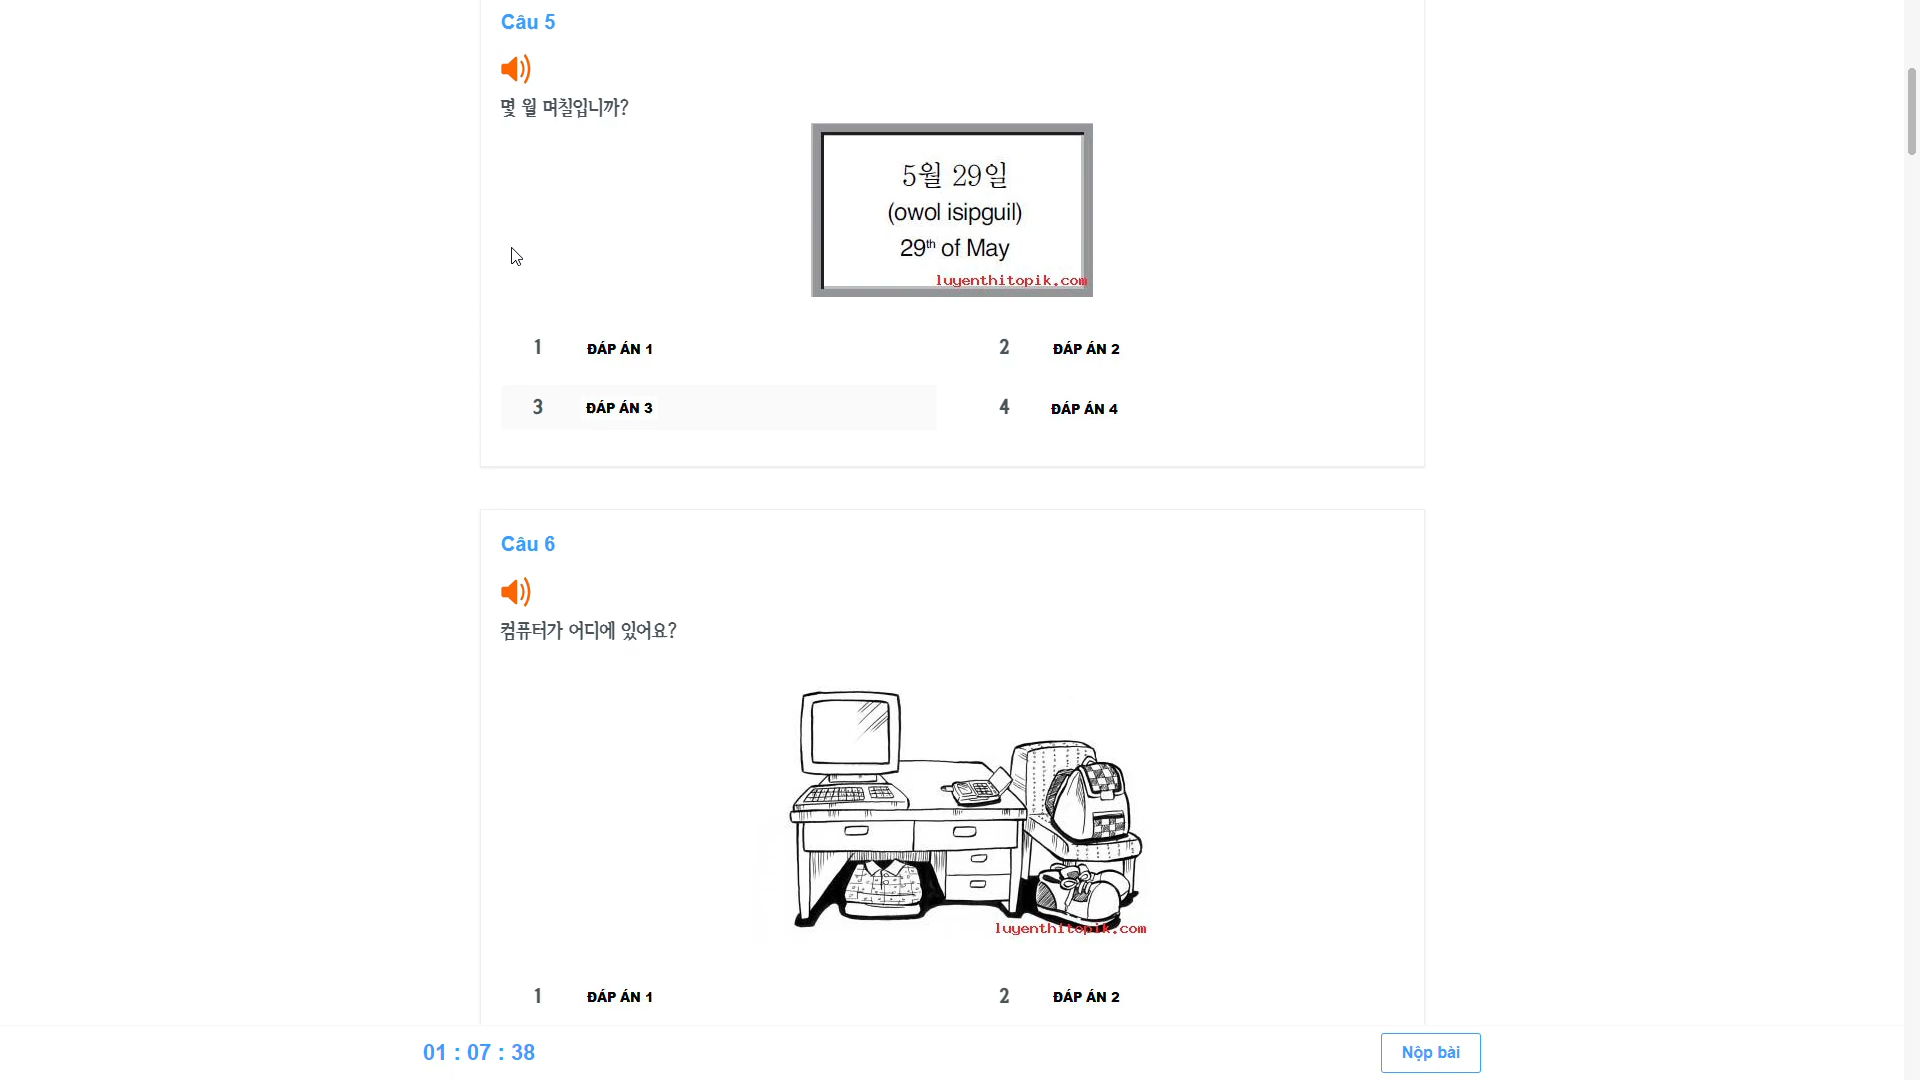 Câu 5
몇 월 며칠입니까?
5월 29일
(owol isipguil)
29th of May
luyenthitopik.com
1 ĐÁP ÁN 1
2 ĐÁP ÁN 2
3 ĐÁP ÁN 3
4 ĐÁP ÁN 4
Câu 6
컴퓨터가 어디에 있어요?
luyenthitopik.com
1 ĐÁP ÁN 1
2 ĐÁP ÁN 2
01 : 07 : 38
Nộp bài